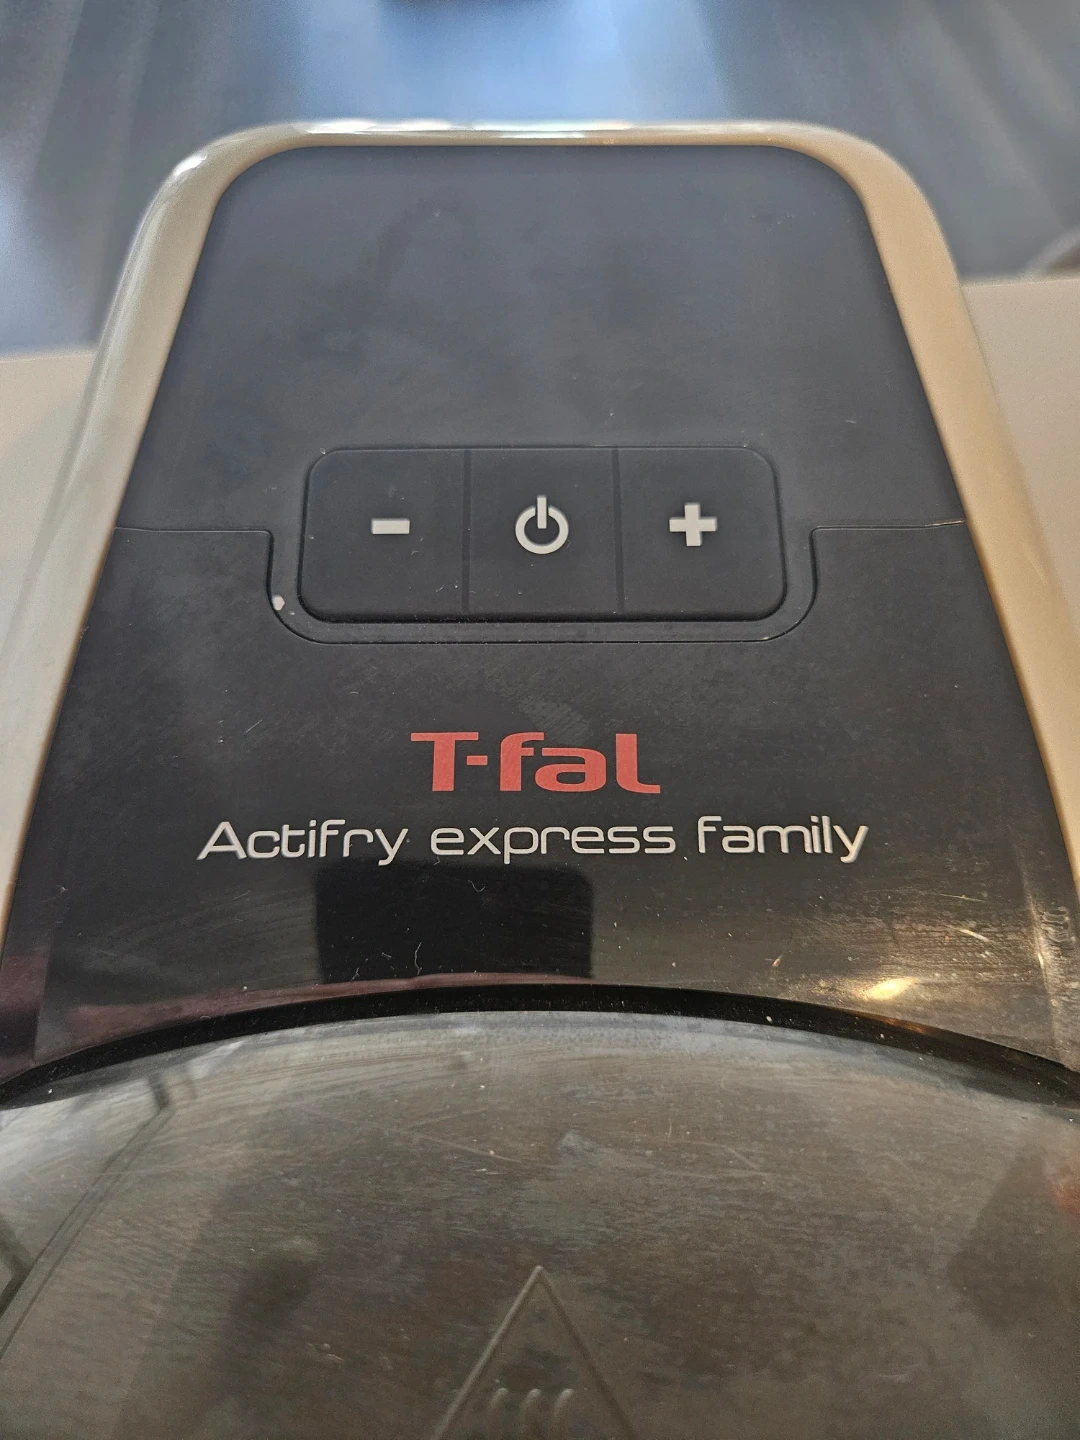 - +
T-fal
Actifry express family